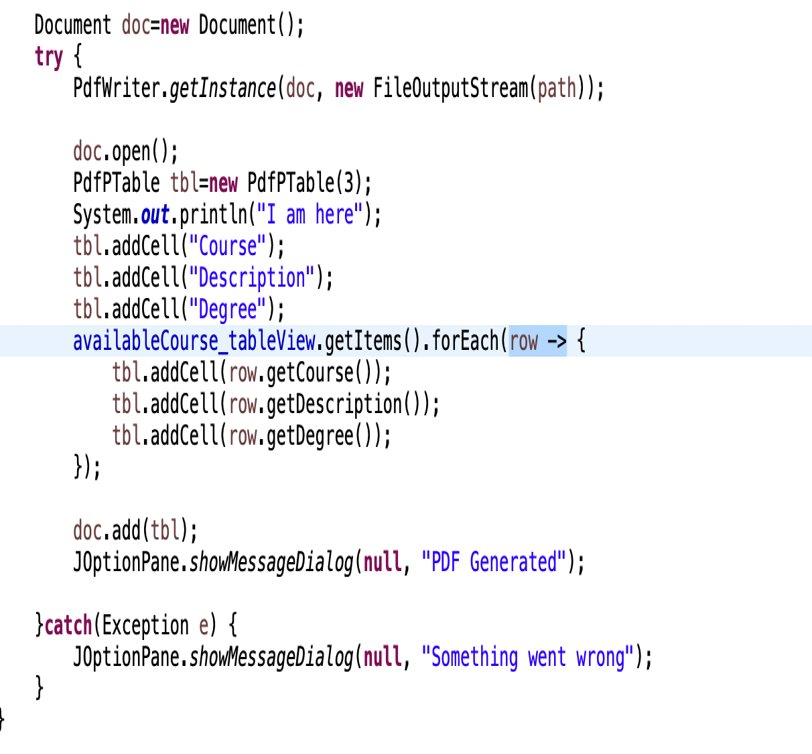 Document doc=new Document();
try {
PdfWriter.getInstance(doc, new FileOutputStream(path));
doc.open();
PdfPTable tbl=new PdfPTable(3);
System.out.println("I am here");
tbl.addCell("Course");
tbl.addCell("Description");
tbl.addCell("Degree");
availableCourse_tableView.getItems().forEach(row -> {
tbl.addCell(row.getCourse());
tbl.addCell(row.getDescription());
tbl.addCell(row.getDegree());
});
doc.add(tbl);
JOptionPane.showMessageDialog(null, "PDF Generated");
}catch(Exception e) {
JOptionPane.showMessageDialog(null, "Something went wrong");
}
}